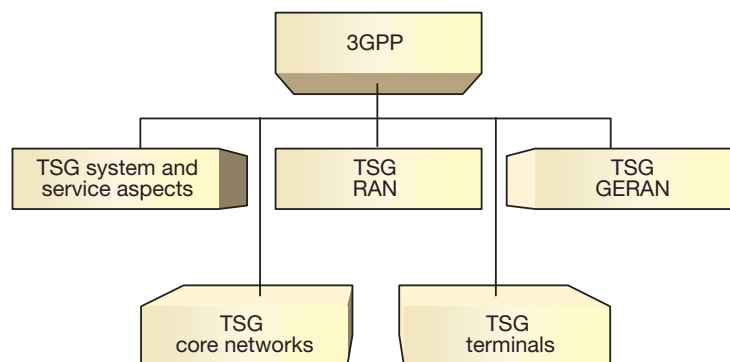 3GPP
TSG system and
service aspects
TSG
RAN
TSG
GERAN
TSG
core networks
TSG
terminals